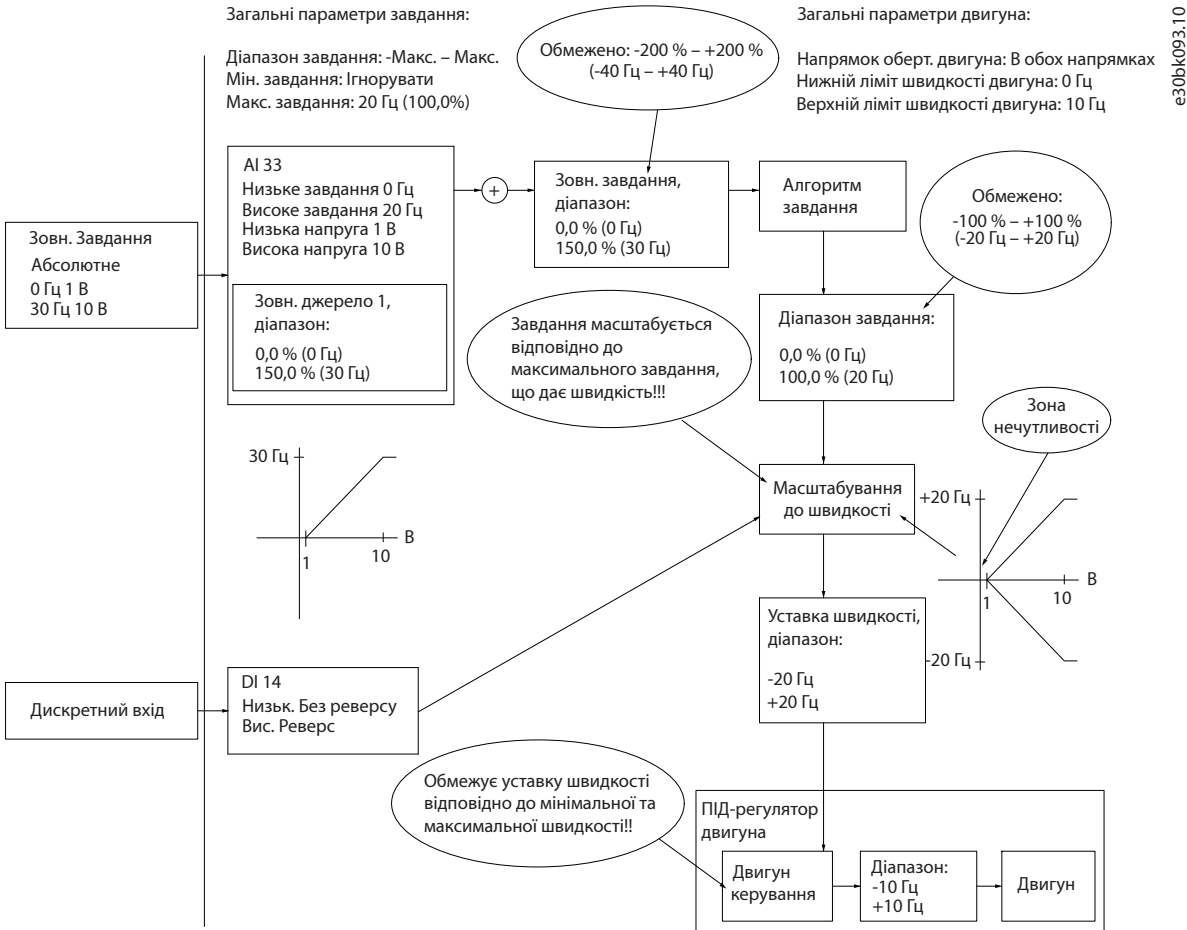 Загальні параметри завдання:
Діапазон завдання: -Макс. – Макс.
Мін. завдання: Ігнорувати
Макс. завдання: 20 Гц (100,0%)
Обмежено: -200 % – +200 %
(-40 Гц – +40 Гц)
Загальні параметри двигуна:
Напрямок оберт. двигуна: В обох напрямках
Нижній ліміт швидкості двигуна: 0 Гц
Верхній ліміт швидкості двигуна: 10 Гц
e30bk093.10
Зовн. Завдання
Абсолютне
0 Гц 1 В
30 Гц 10 В
AI 33
Низьке завдання 0 Гц
Високе завдання 20 Гц
Низька напруга 1 В
Висока напруга 10 В
Зовн. джерело 1,
діапазон:
0,0 % (0 Гц)
150,0 % (30 Гц)
+
Зовн. завдання,
діапазон:
0,0 % (0 Гц)
150,0 % (30 Гц)
Алгоритм
завдання
Обмежено:
-100 % – +100 %
(-20 Гц – +20 Гц)
Діапазон завдання:
0,0 % (0 Гц)
100,0 % (20 Гц)
Завдання масштабується
відповідно до
максимального завдання,
що дає швидкість!!!
Зона
нечутливості
30 Гц
В
1
10
Масштабування
до швидкості
+20 Гц
В
1
10
-20 Гц
Уставка швидкості,
діапазон:
-20 Гц
+20 Гц
Дискретний вхід
DI 14
Низьк. Без реверсу
Вис. Реверс
Обмежує уставку швидкості
відповідно до мінімальної та
максимальної швидкості!!
ПІД-регулятор
двигуна
Двигун
керування
Діапазон:
-10 Гц
+10 Гц
Двигун